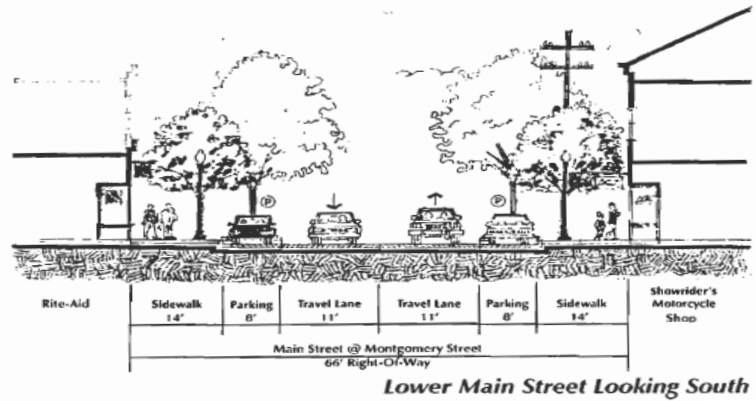 P
P
Rite-Aid
Sidewalk
14'
Parking
8'
Travel Lane
11'
Travel Lane
11'
Parking
8'
Sidewalk
14'
Showrider's
Motorcycle
Shop
Main Street @ Montgomery Street
66' Right-Of-Way
Lower Main Street Looking South